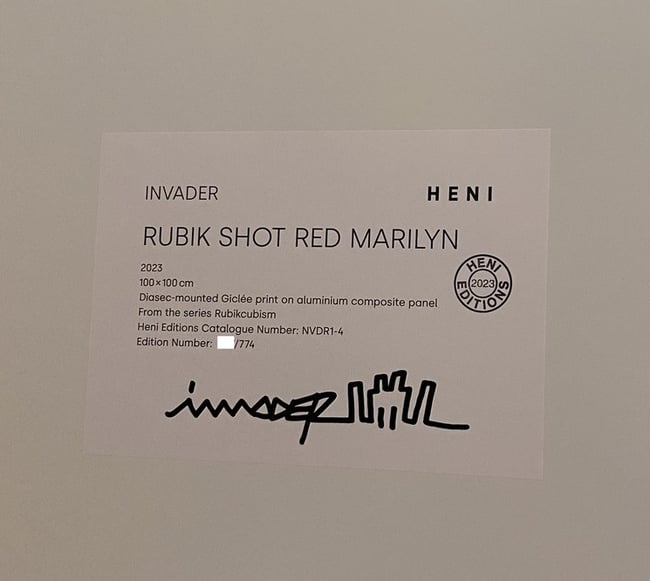 INVADER
HENI
RUBIK SHOT RED MARILYN
2023
100 × 100 cm
Diasec-mounted Giclée print on aluminium composite panel
From the series Rubikcubism
Heni Editions Catalogue Number: NVDR1-4
Edition Number: /774
HENI EDITIONS
2023
invader